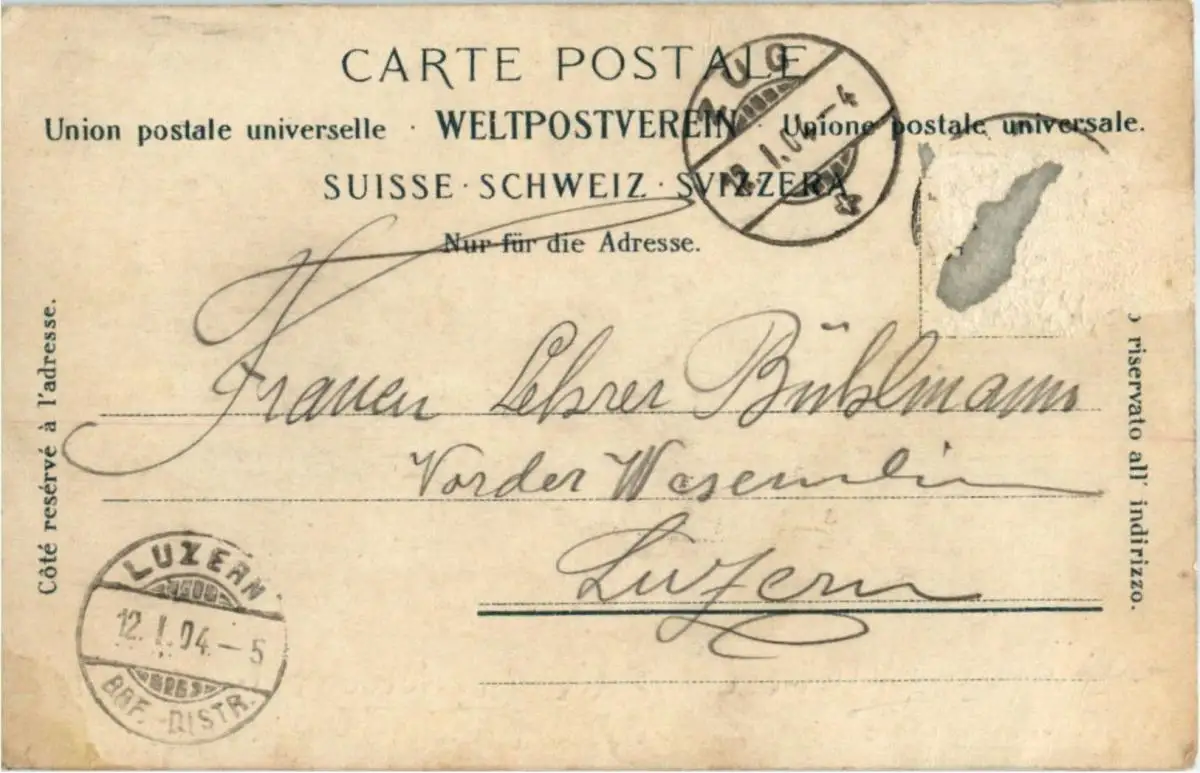 CARTE POSTALE
Union postale universelle · WELTPOSTVEREIN · Unione postale universale.
SUISSE · SCHWEIZ · SVIZZERA
Nur für die Adresse.
ZUG
12. I. 04 – 4
Côté resérvé à l'adresse.
riservato all' indirizzo.
Frauen Lehrer Bühlmann
Vorder Wesemlin
Luzern
LUZERN
12. I. 04. – 5
BRF. DISTR.